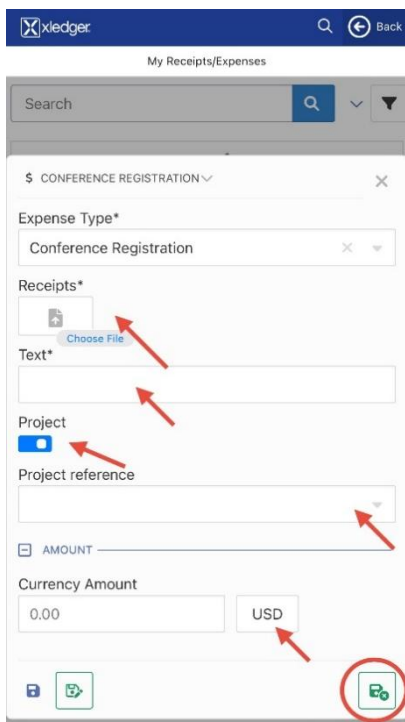 xledger
Back
My Receipts/Expenses
Search
$ CONFERENCE REGISTRATION
Expense Type*
Conference Registration
Receipts*
Choose File
Text*
Project
Project reference
AMOUNT
Currency Amount
0.00 USD